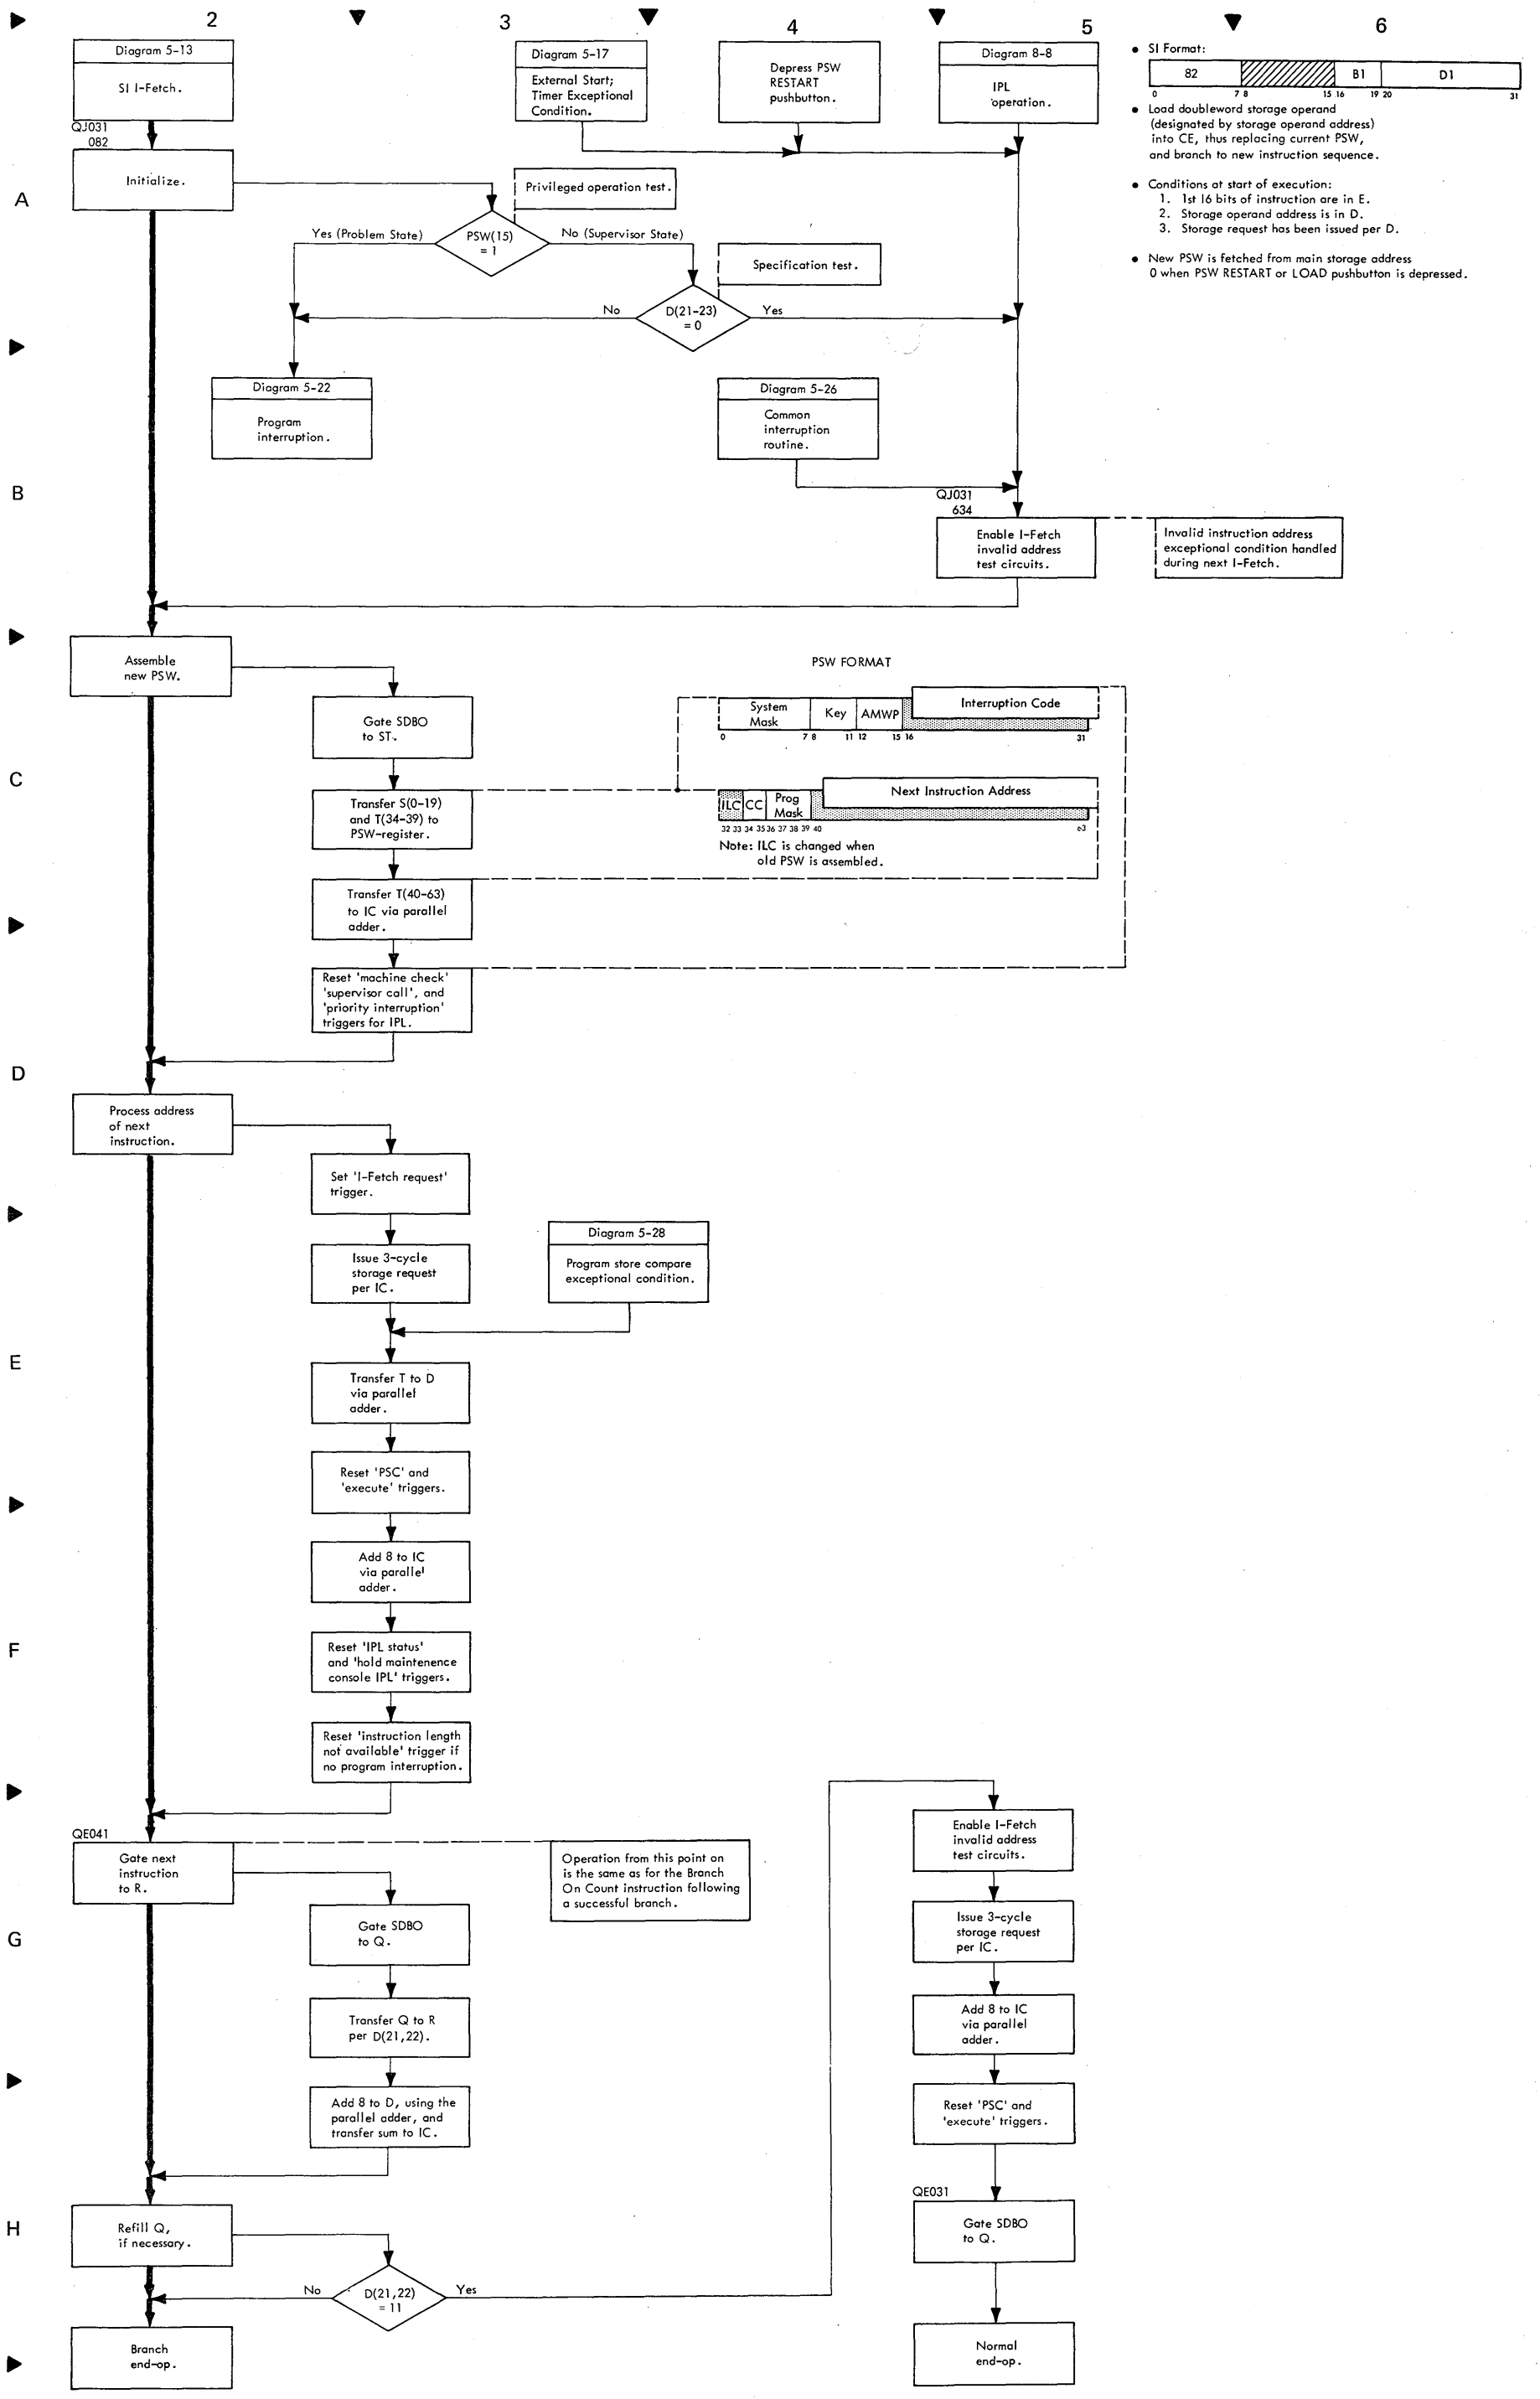 2
3
4
5
6
Diagram 5-13
SI I-Fetch.
Diagram 5-17
External Start;
Timer Exceptional
Condition.
Depress PSW
RESTART
pushbutton.
Diagram 8-8
IPL
operation.
• SI Format:
82
B1
D1
0
7 8
15 16
19 20
31
• Load doubleword storage operand
(designated by storage operand address)
into CE, thus replacing current PSW,
and branch to new instruction sequence.
• Conditions at start of execution:
1. 1st 16 bits of instruction are in E.
2. Storage operand address is in D.
3. Storage request has been issued per D.
• New PSW is fetched from main storage address
0 when PSW RESTART or LOAD pushbutton is depressed.
QJ031
082
A
Initialize.
Privileged operation test.
Yes (Problem State)
PSW(15)
= 1
No (Supervisor State)
Specification test.
No
D(21-23)
= 0
Yes
Diagram 5-22
Program
interruption.
Diagram 5-26
Common
interruption
routine.
B
QJ031
634
Enable I-Fetch
invalid address
test circuits.
Invalid instruction address
exceptional condition handled
during next I-Fetch.
Assemble
new PSW.
PSW FORMAT
Gate SDBO
to ST.
System
Mask
Key
AMWP
Interruption Code
0
7 8
11 12
15 16
31
C
Transfer S(0-19)
and T(34-39) to
PSW-register.
ILC
CC
Prog
Mask
Next Instruction Address
32 33 34 35 36 37 38 39 40
63
Note: ILC is changed when
old PSW is assembled.
Transfer T(40-63)
to IC via parallel
adder.
Reset 'machine check'
'supervisor call', and
'priority interruption'
triggers for IPL.
D
Process address
of next
instruction.
Set 'I-Fetch request'
trigger.
Issue 3-cycle
storage request
per IC.
Diagram 5-28
Program store compare
exceptional condition.
E
Transfer T to D
via parallel
adder.
Reset 'PSC' and
'execute' triggers.
Add 8 to IC
via parallel
adder.
F
Reset 'IPL status'
and 'hold maintenence
console IPL' triggers.
Reset 'instruction length
not available' trigger if
no program interruption.
QE041
Gate next
instruction
to R.
Operation from this point on
is the same as for the Branch
On Count instruction following
a successful branch.
Enable I-Fetch
invalid address
test circuits.
G
Gate SDBO
to Q.
Issue 3-cycle
storage request
per IC.
Transfer Q to R
per D(21,22).
Add 8 to IC
via parallel
adder.
Add 8 to D, using the
parallel adder, and
transfer sum to IC.
Reset 'PSC' and
'execute' triggers.
QE031
H
Refill Q,
if necessary.
Gate SDBO
to Q.
No
D(21,22)
= 11
Yes
Branch
end-op.
Normal
end-op.